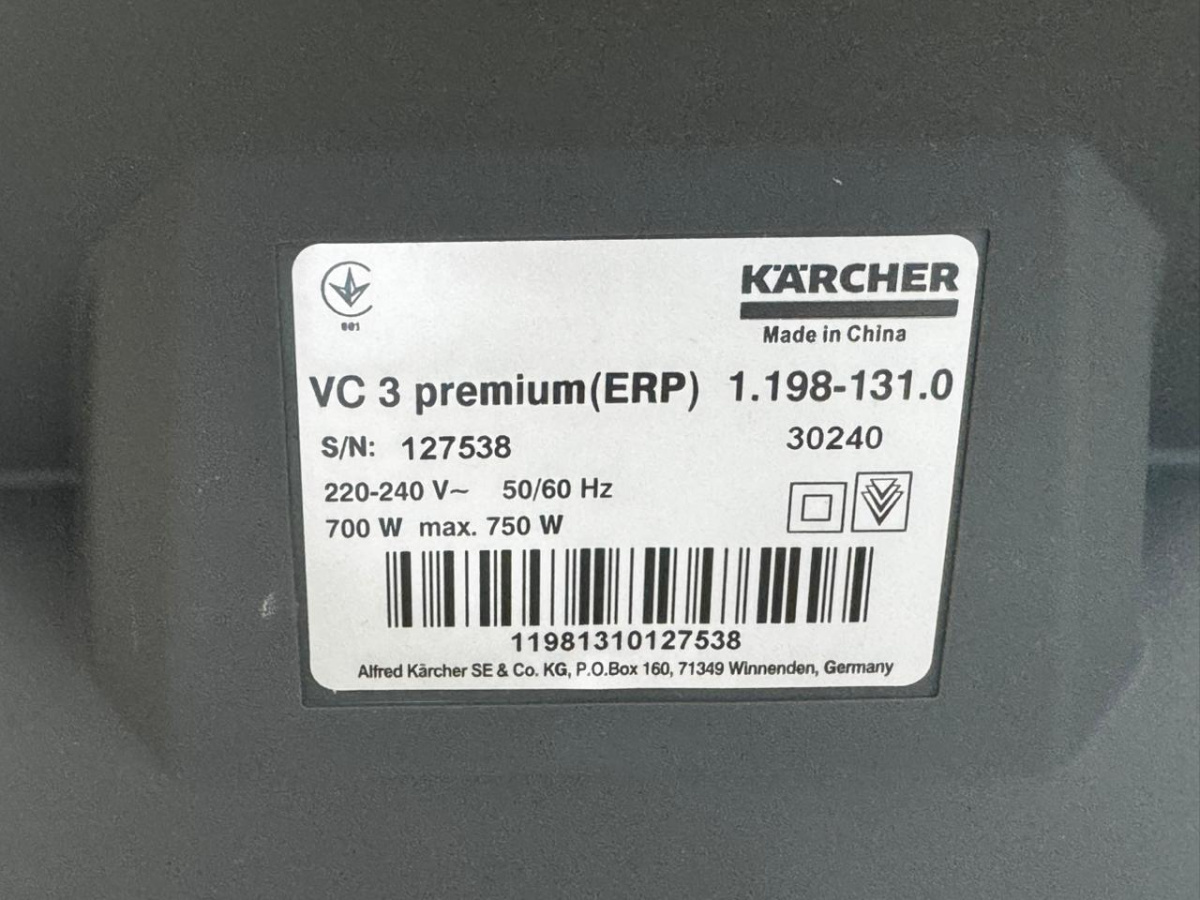 001
KÄRCHER
Made in China
VC 3 premium(ERP) 1.198-131.0
S/N: 127538 30240
220-240 V~ 50/60 Hz
700 W max. 750 W
11981310127538
Alfred Kärcher SE & Co. KG, P.O.Box 160, 71349 Winnenden, Germany